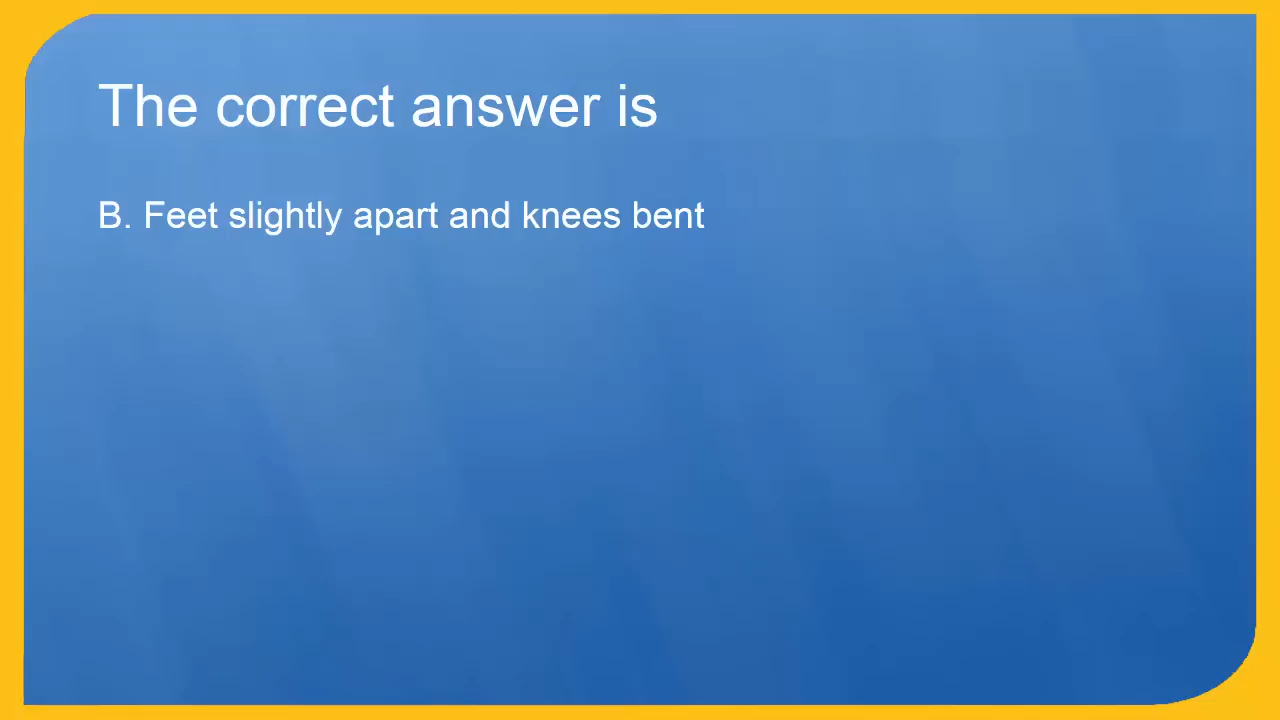 The correct answer is
B. Feet slightly apart and knees bent